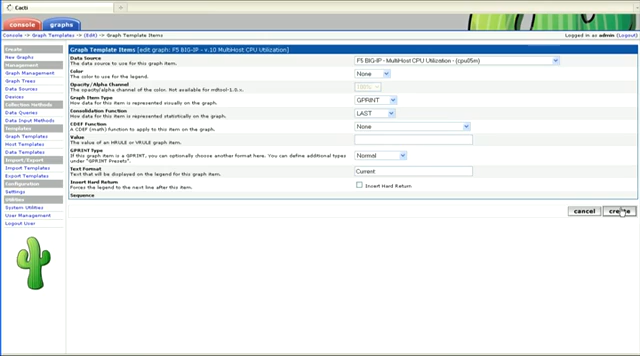 Cacti
console graphs
Console -> Graph Templates -> (Edit) -> Graph Template Items Logged in as admin (Logout)
Create
New Graphs
Management
Graph Management
Graph Trees
Data Sources
Devices
Collection Methods
Data Queries
Data Input Methods
Templates
Graph Templates
Host Templates
Data Templates
Import/Export
Import Templates
Export Templates
Configuration
Settings
Utilities
System Utilities
User Management
Logout User
Graph Template Items [edit graph: F5 BIG-IP - v.10 MultiHost CPU Utilization]
Data Source
The data source to use for this graph item.
F5 BIG-IP - MultiHost CPU Utilization - (cpu05m)
Color
The color to use for the legend.
None
Opacity/Alpha Channel
The opacity/alpha channel of the color. Not available for rrdtool-1.0.x.
100%
Graph Item Type
How data for this item is represented visually on the graph.
GPRINT
Consolidation Function
How data for this item is represented statistically on the graph.
LAST
CDEF Function
A CDEF (math) function to apply to this item on the graph.
None
Value
The value of an HRULE or VRULE graph item.
GPRINT Type
If this graph item is a GPRINT, you can optionally choose another format here. You can define additional types
under "GPRINT Presets".
Normal
Text Format
Text that will be displayed on the legend for this graph item.
Current
Insert Hard Return
Forces the legend to the next line after this item.
Insert Hard Return
Sequence
cancel create